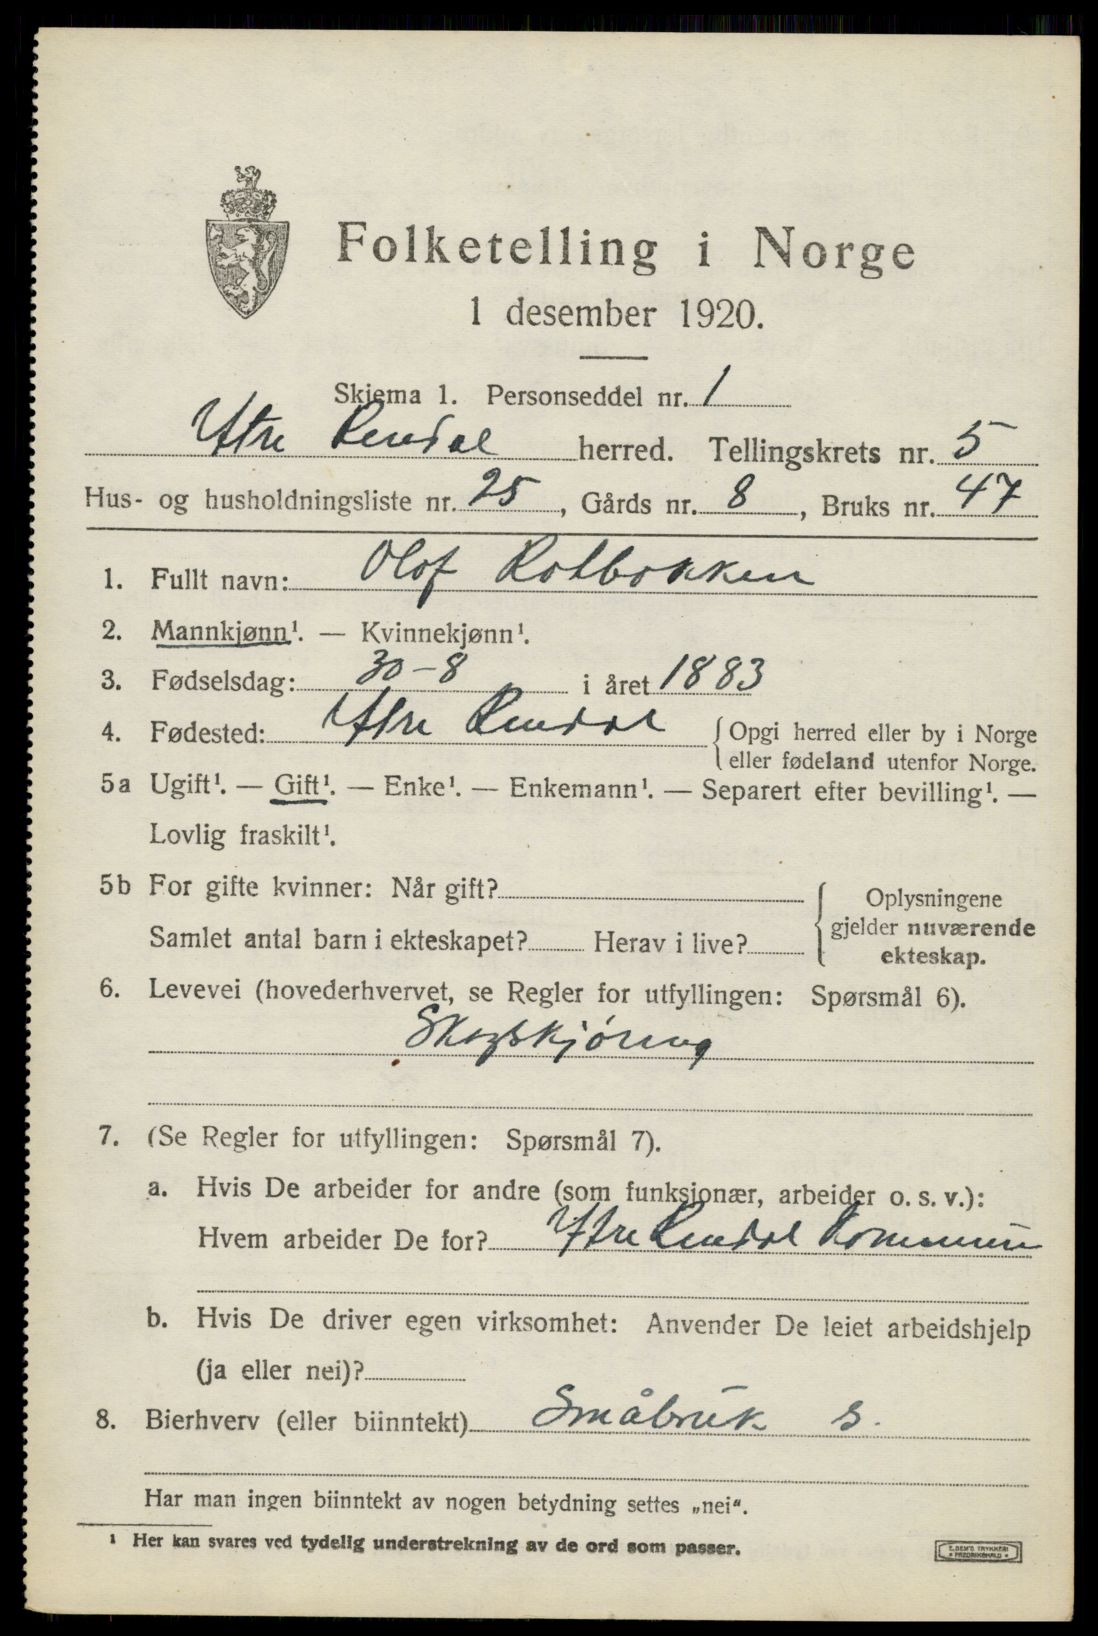 Folketelling i Norge
1 desember 1920.
Skjema 1. Personseddel nr. 1
Ytre Rendal herred. Tellingskrets nr. 5
Hus- og husholdningsliste nr. 25, Gårds nr. 8, Bruks nr. 47
1. Fullt navn: Olof Rotbakken
2. Mannkjønn¹. — Kvinnekjønn¹.
3. Fødselsdag: 30-8 i året 1883
4. Fødested: Ytre Rendal { Opgi herred eller by i Norge
eller fødeland utenfor Norge.
5a Ugift¹. — Gift¹. — Enke¹. — Enkemann¹. — Separert efter bevilling¹. —
Lovlig fraskilt¹.
5b For gifte kvinner: Når gift? { Oplysningene
gjelder nuværende
Samlet antal barn i ekteskapet? Herav i live?
ekteskap.
6. Levevei (hovederhvervet, se Regler for utfyllingen: Spørsmål 6).
Skogskjøring
7. (Se Regler for utfyllingen: Spørsmål 7).
a. Hvis De arbeider for andre (som funksjonær, arbeider o. s. v.):
Hvem arbeider De for? Ytre Rendal Kommune
b. Hvis De driver egen virksomhet: Anvender De leiet arbeidshjelp
(ja eller nei)?
8. Bierhverv (eller biinntekt) Småbruk s.
Har man ingen biinntekt av nogen betydning settes „nei“.
¹ Her kan svares ved tydelig understrekning av de ord som passer.
E. SEM'S TRYKKERI
• FREDRIKSHALD •